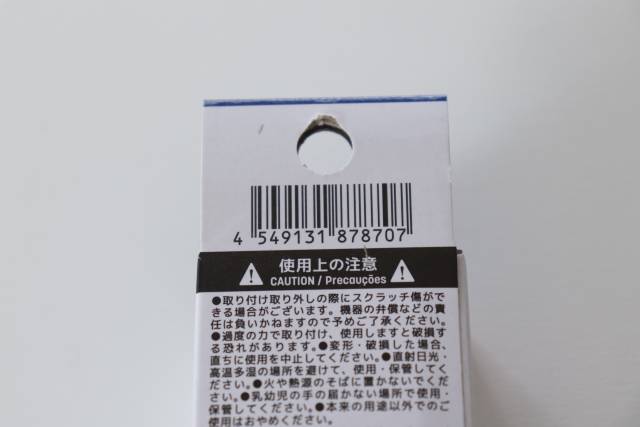 4 549131 878707
使用上の注意
CAUTION / Precauções
●取り付け取り外しの際にスクラッチ傷がで
きる場合がございます。機器の弁償などの責
任は負いかねますので予めご了承ください。
●過度の力で取り付け、使用しますと破損す
る恐れがあります。●変形・破損した場合、
直ちに使用を中止してください。●直射日光・
高温多湿の場所を避けて、使用・保管してく
ださい。●火や熱源のそばに置かないでくだ
さい。●乳幼児の手の届かない場所で使用・
保管してください。●本来の用途以外でのご
使用はおやめください。